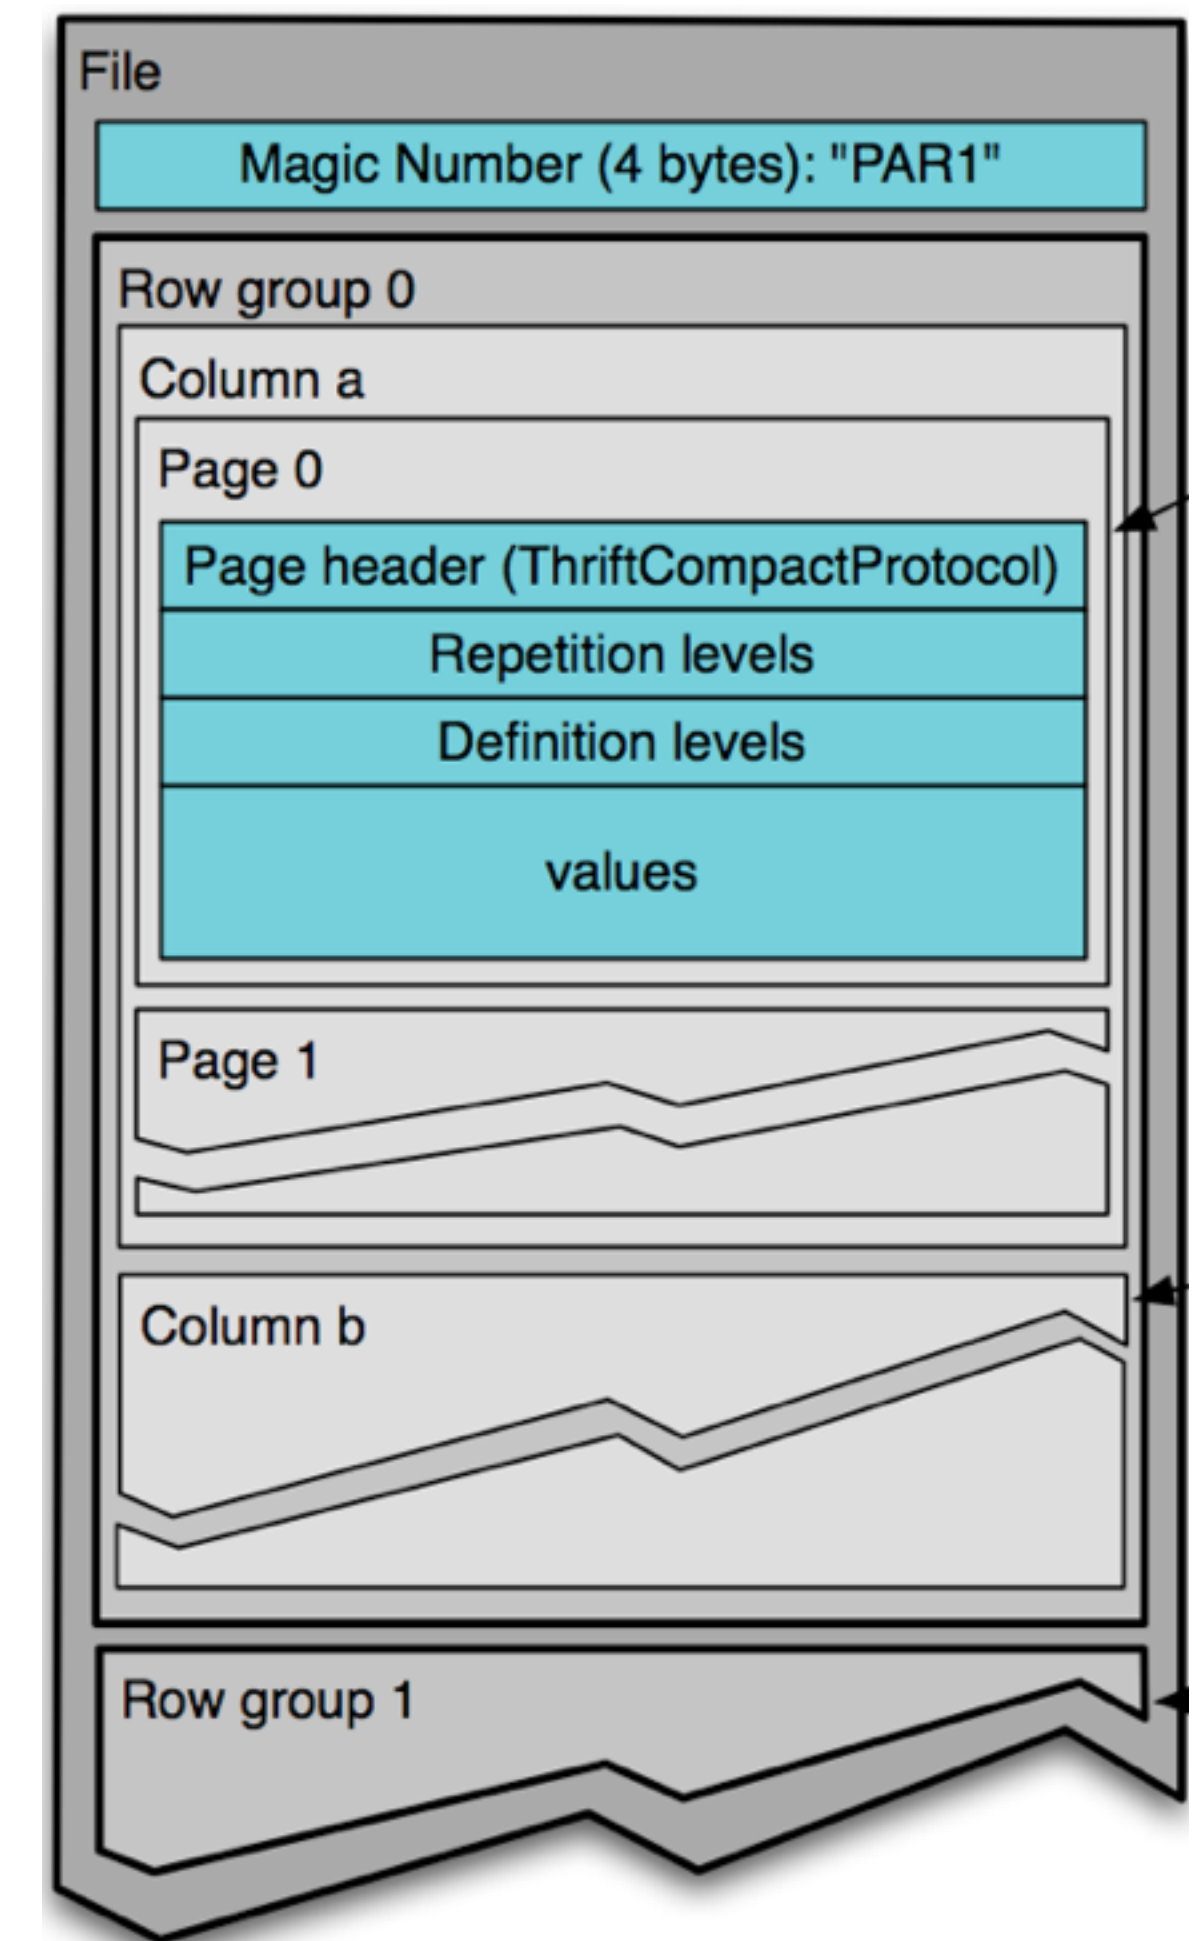 File
Magic Number (4 bytes): "PAR1"
Row group 0
Column a
Page 0
Page header (ThriftCompactProtocol)
Repetition levels
Definition levels
values
Page 1
Column b
Row group 1